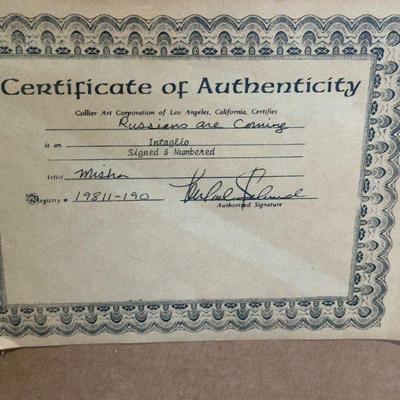 Certificate of Authenticity
Collier Art Corporation of Los Angeles, California, Certifies
Russians are Coming
is an Intaglio
Signed & Numbered
Artist Misha
Registry # 19811-190
Authorized Signature